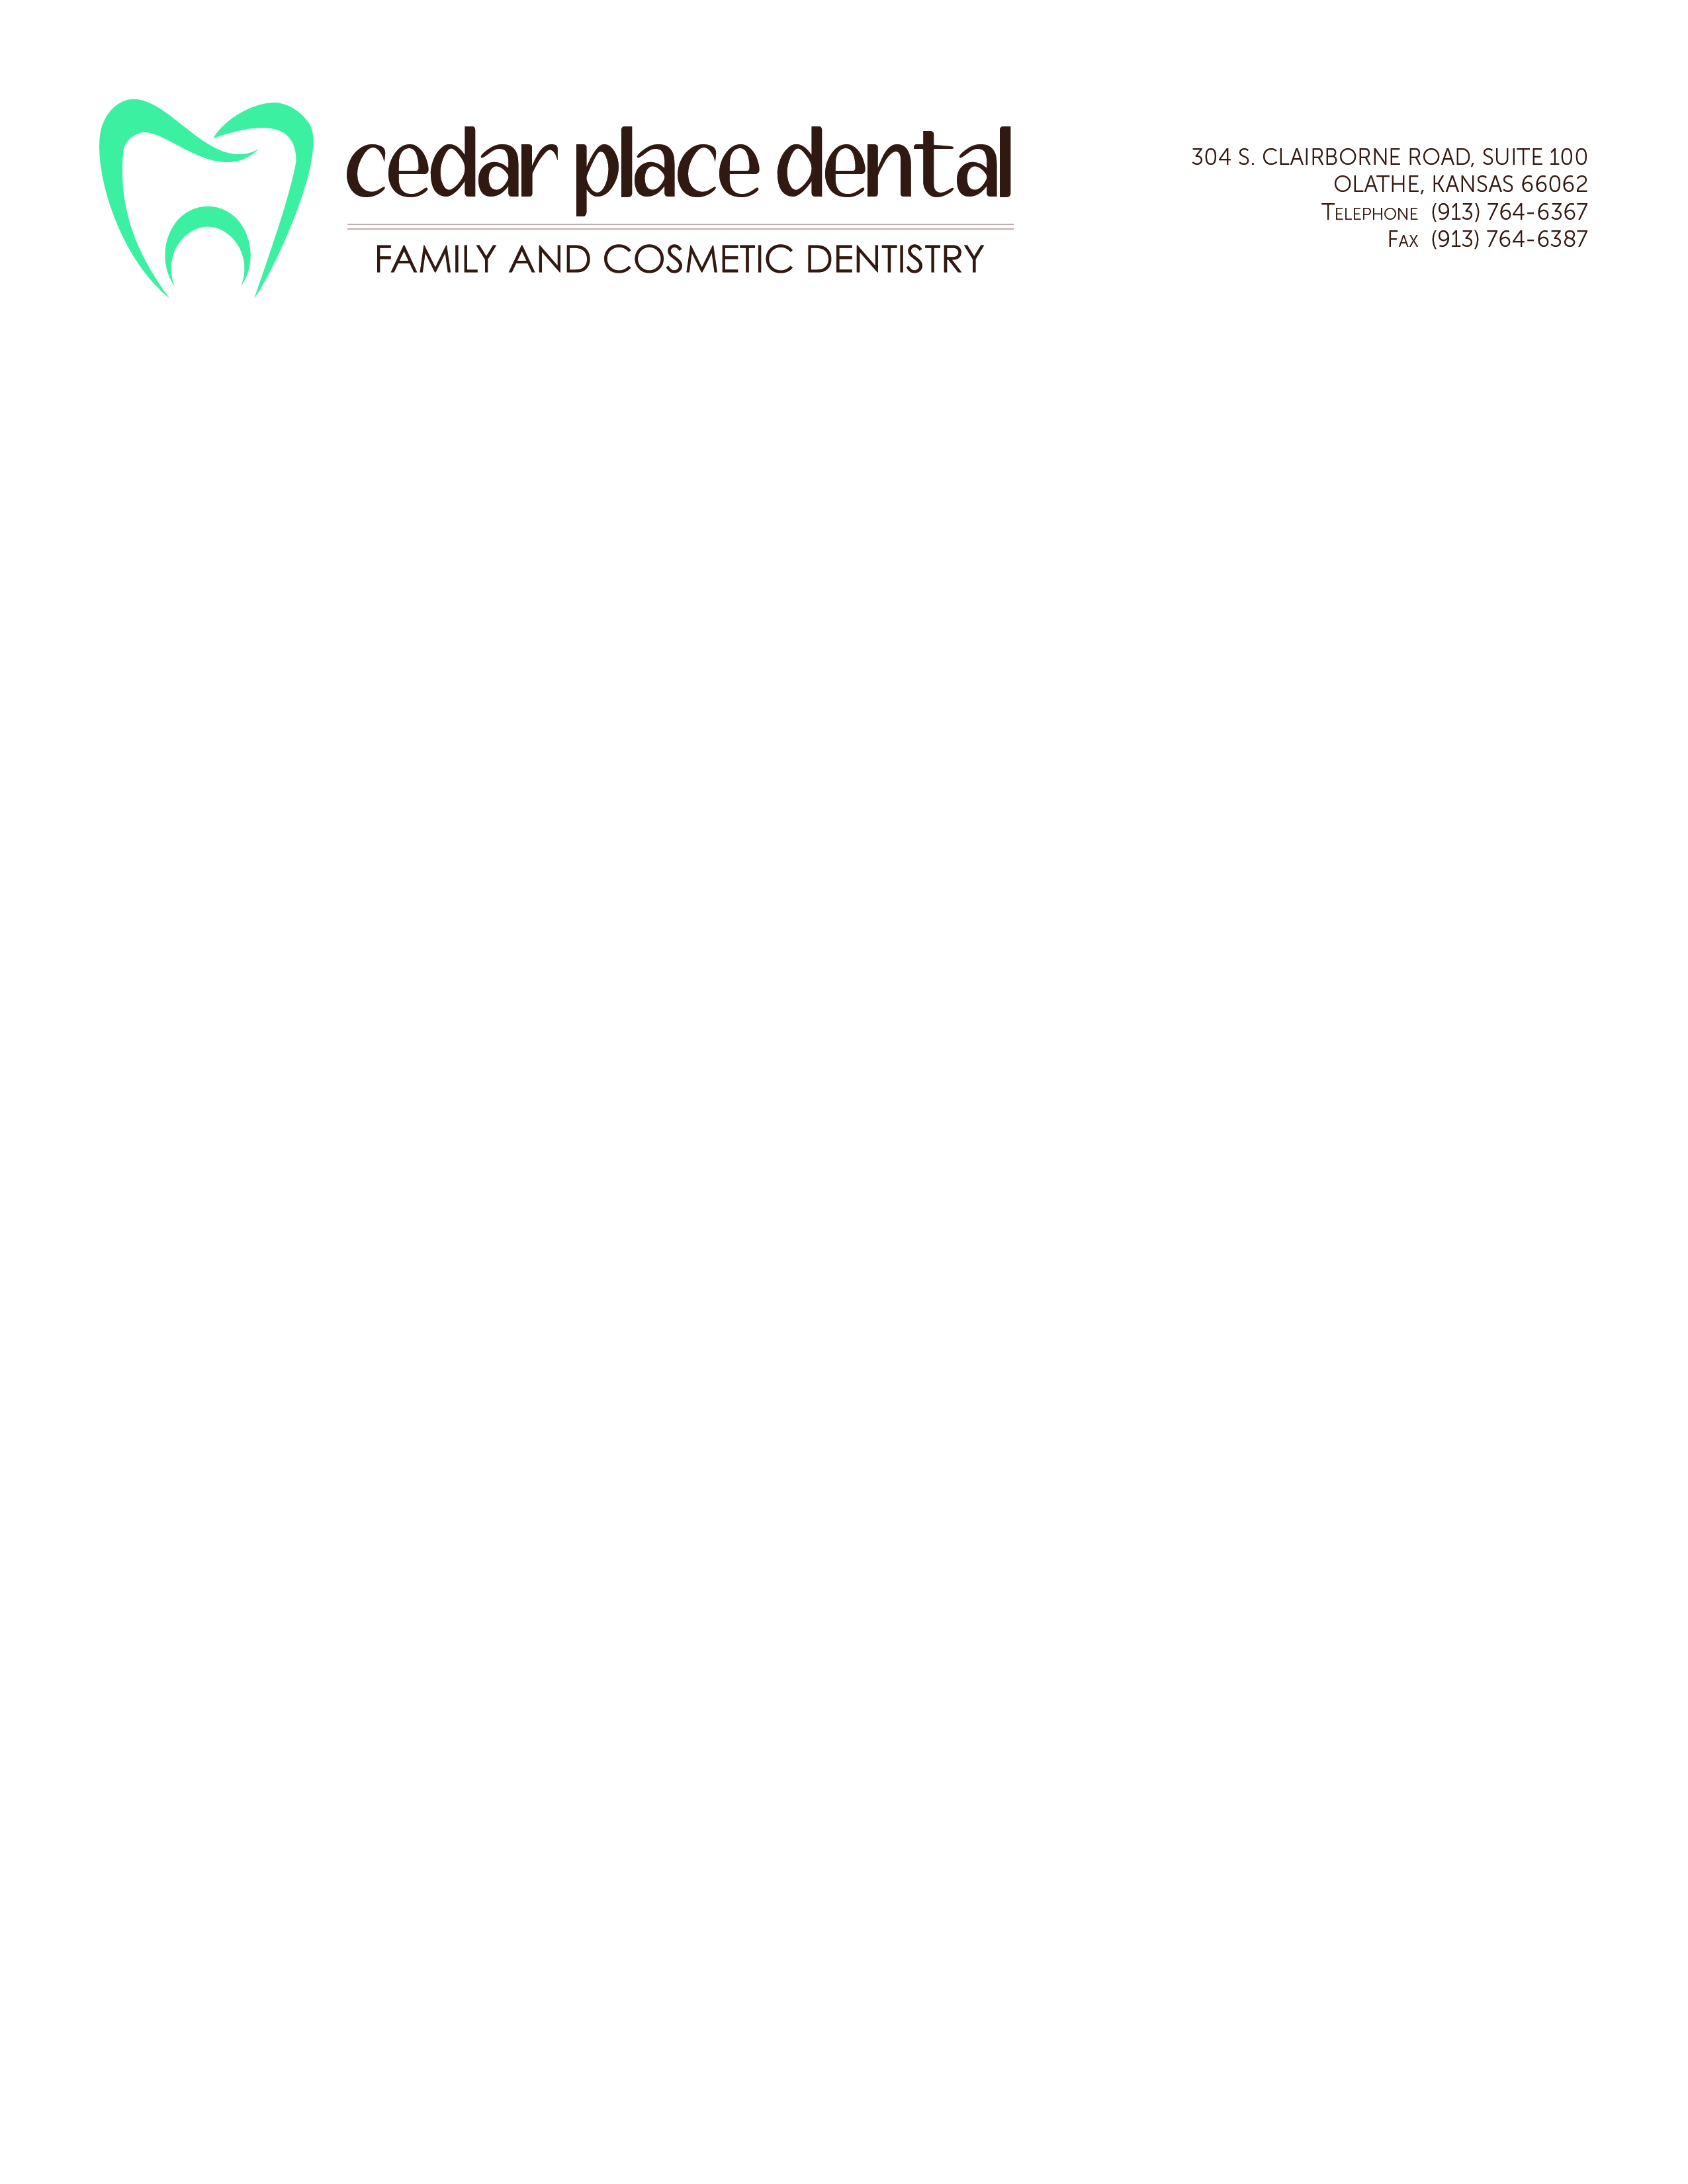 cedar place dental
FAMILY AND COSMETIC DENTISTRY
304 S. CLAIRBORNE ROAD, SUITE 100
OLATHE, KANSAS 66062
Telephone (913) 764-6367
Fax (913) 764-6387